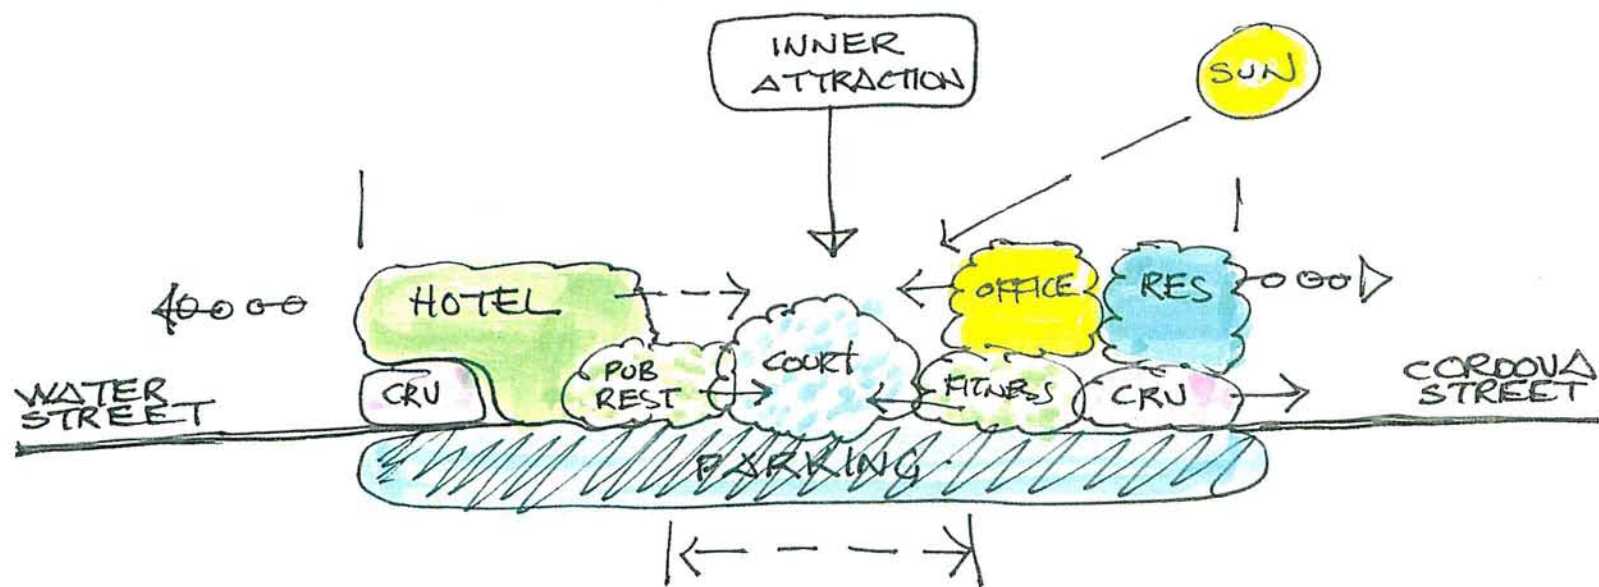 INNER
ATTRACTION
SUN
HOTEL
OFFICE
RES
PUB
REST
COURT
FITNESS
CRU
CRU
WATER
STREET
CORDOVA
STREET
PARKING